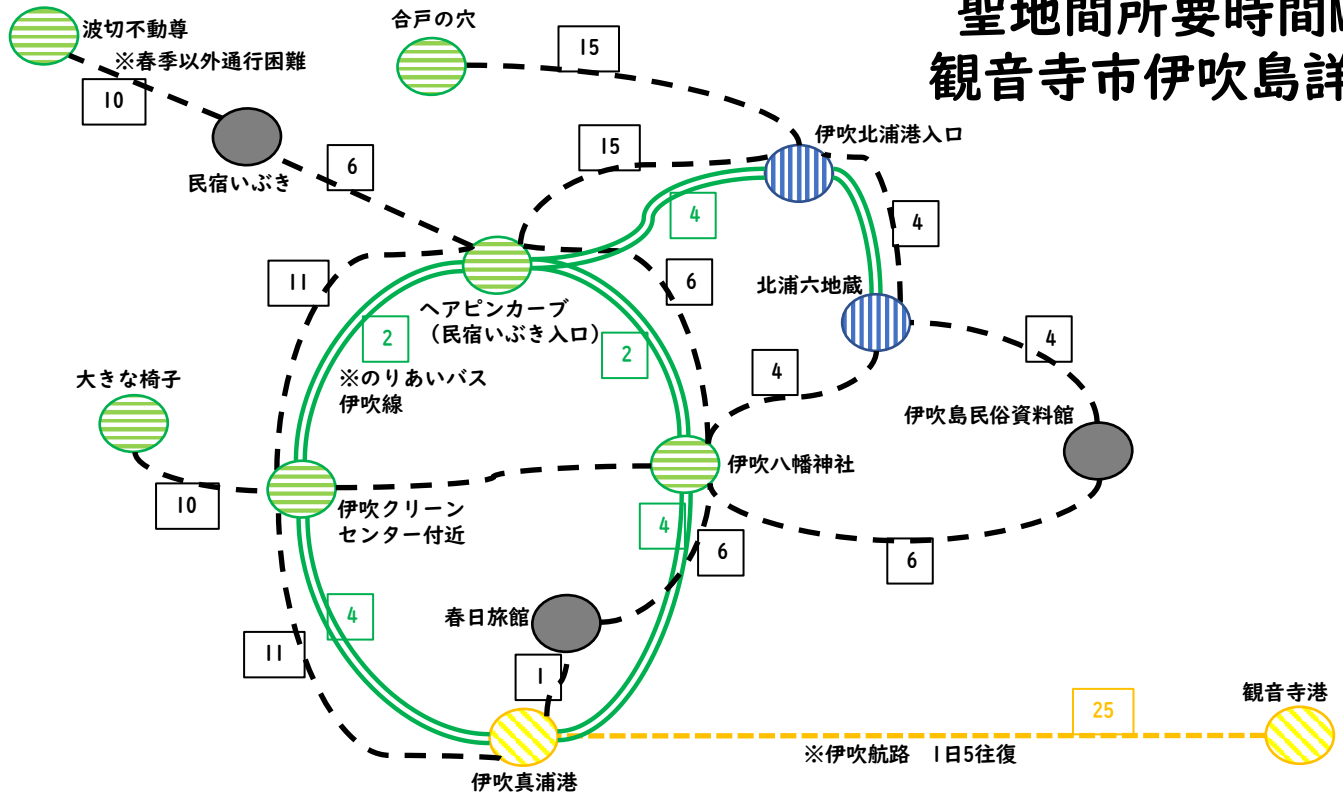 聖地間所要時間
観音寺市伊吹島詳
波切不動尊
※春季以外通行困難
10
合戸の穴
15
伊吹北浦港入口
15
民宿いぶき
6
4
4
11
6
北浦六地蔵
ヘアピンカーブ
(民宿いぶき入口)
2
2
4
4
※のりあいバス
伊吹線
大きな椅子
伊吹島民俗資料館
伊吹八幡神社
10
伊吹クリーン
センター付近
4
6
6
4
春日旅館
11
1
観音寺港
25
※伊吹航路 1日5往復
伊吹真浦港